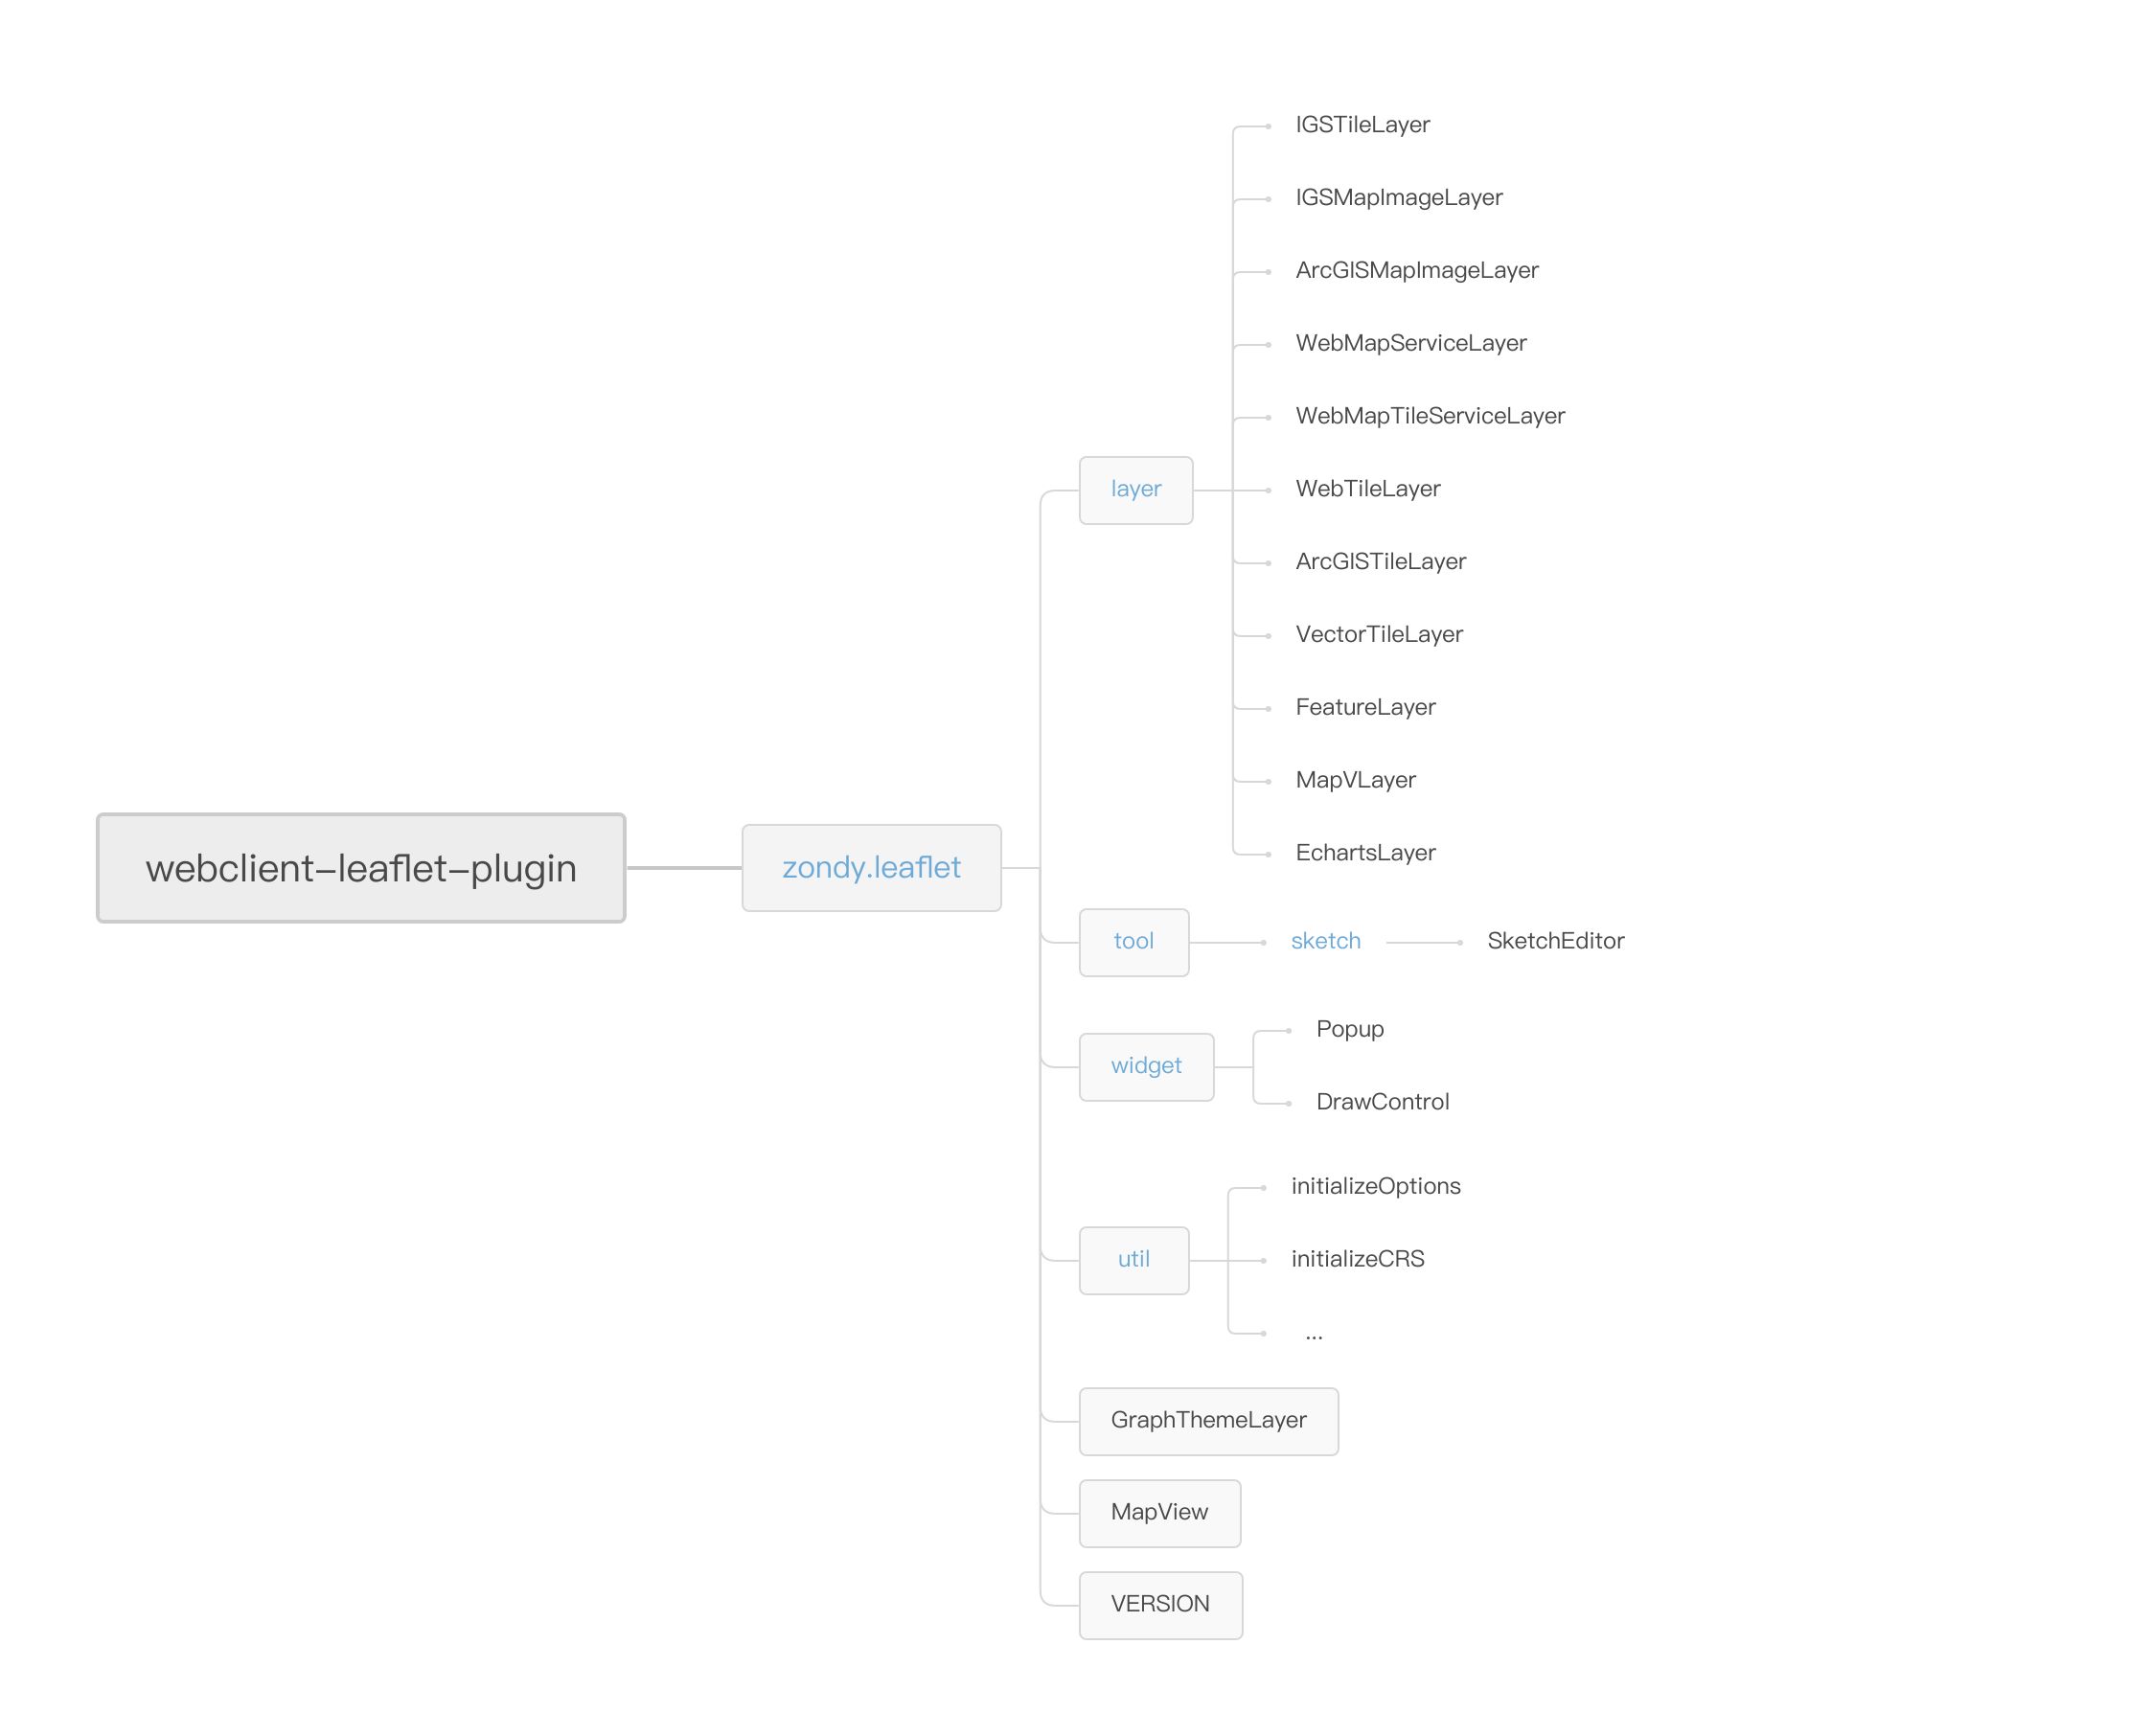 webclient-leaflet-plugin
zondy.leaflet
layer
IGSTileLayer
IGSMapImageLayer
ArcGISMapImageLayer
WebMapServiceLayer
WebMapTileServiceLayer
WebTileLayer
ArcGISTileLayer
VectorTileLayer
FeatureLayer
MapVLayer
EchartsLayer
tool
sketch
SketchEditor
widget
Popup
DrawControl
util
initializeOptions
initializeCRS
...
GraphThemeLayer
MapView
VERSION